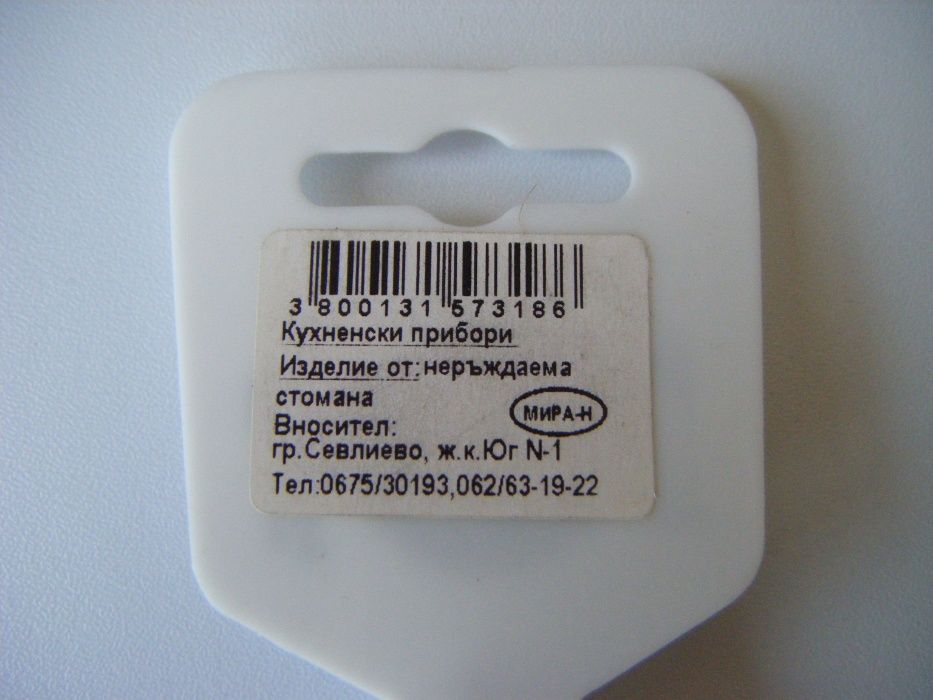 3 800131 573186
Кухненски прибори
Изделие от:неръждаема
стомана
МиРА-Н
Вносител:
гр.Севлиево, ж.к.Юг N-1
Тел:0675/30193,062/63-19-22